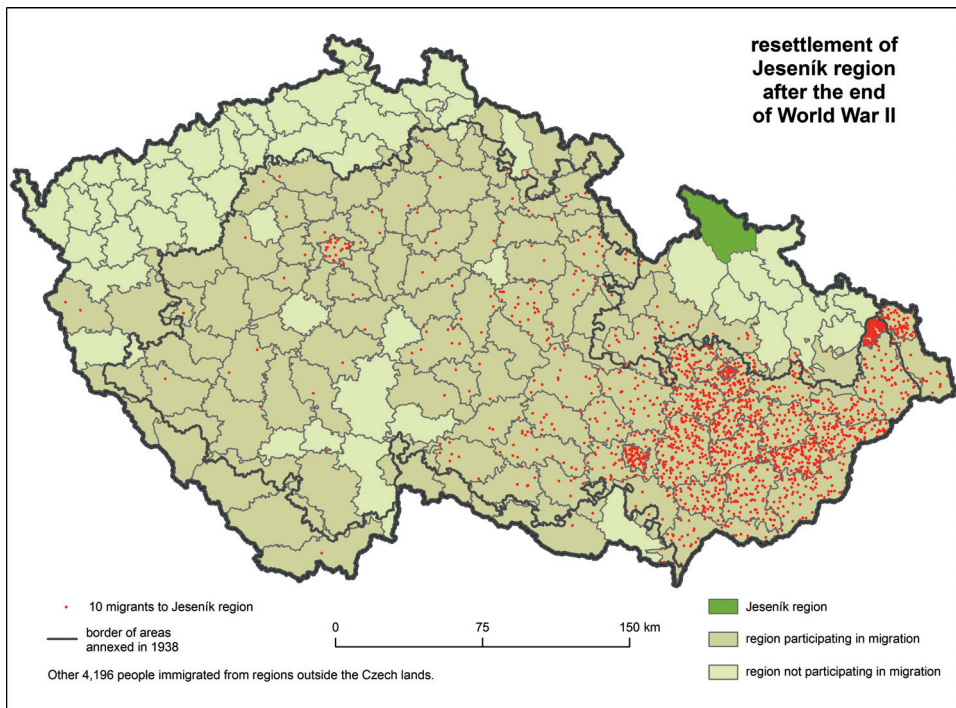 resettlement of
Jeseník region
after the end
of World War II
10 migrants to Jeseník region
border of areas
annexed in 1938
Other 4,196 people immigrated from regions outside the Czech lands.
0 75 150 km
Jeseník region
region participating in migration
region not participating in migration